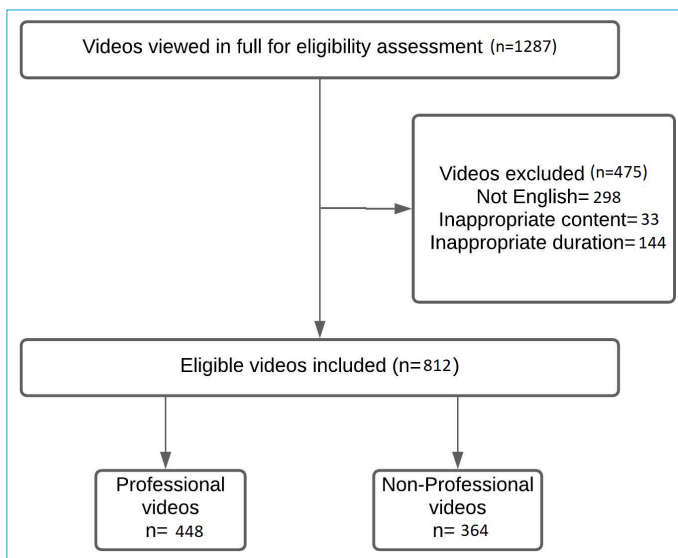 Videos viewed in full for eligibility assessment (n=1287)
Videos excluded (n=475)
Not English= 298
Inappropriate content= 33
Inappropriate duration= 144
Eligible videos included (n=812)
Professional
videos
n= 448
Non-Professional
videos
n= 364